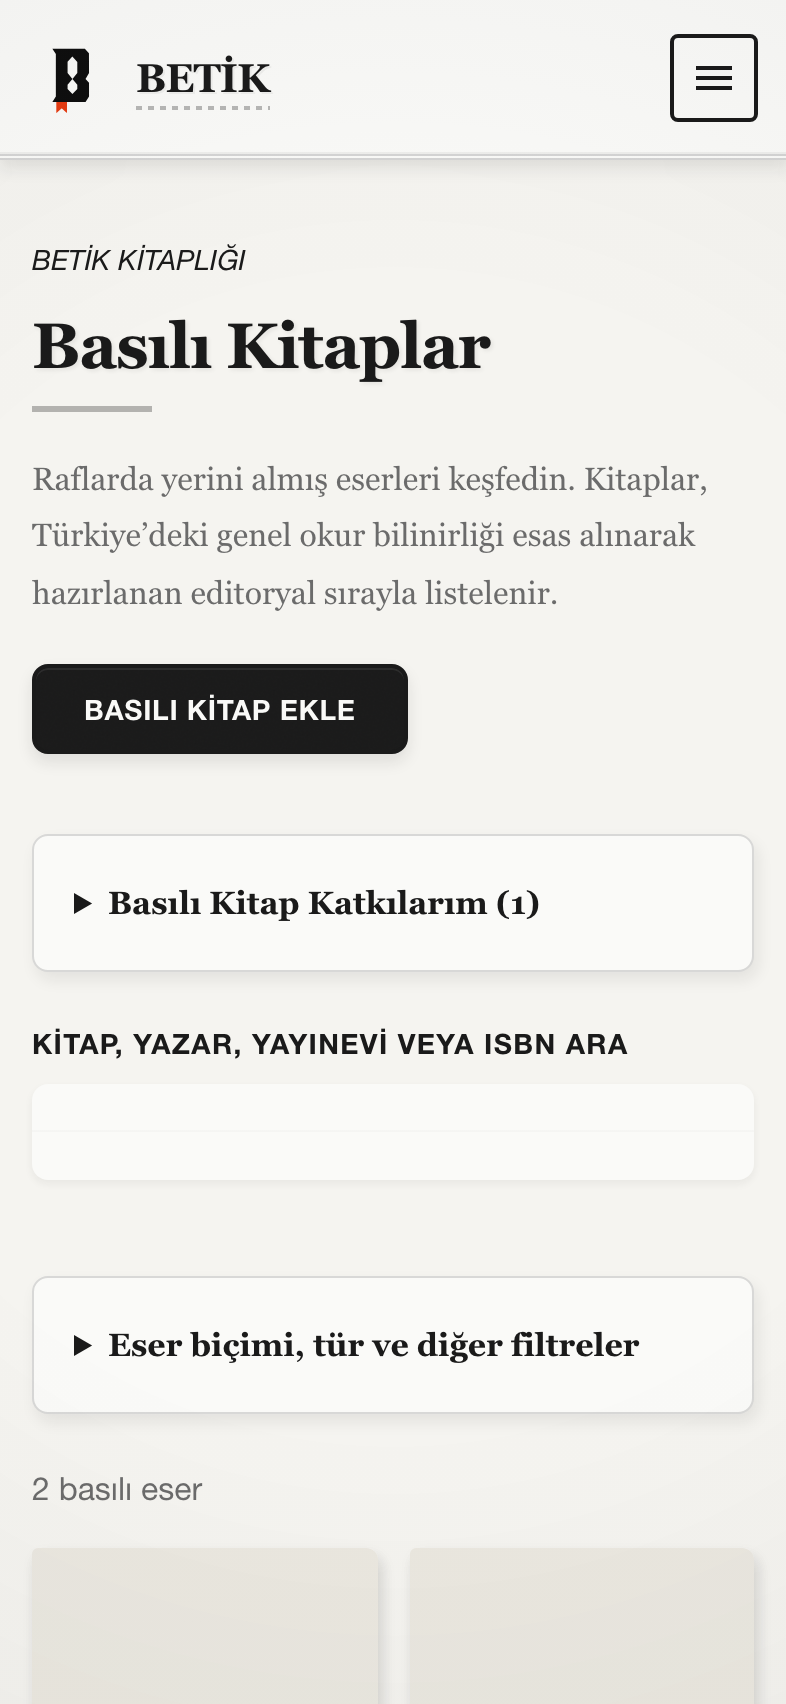 BETİK
BETİK KİTAPLIĞI
Basılı Kitaplar
Raflarda yerini almış eserleri keşfedin. Kitaplar,
Türkiye’deki genel okur bilinirliği esas alınarak
hazırlanan editoryal sırayla listelenir.
BASILI KİTAP EKLE
Basılı Kitap Katkılarım (1)
KİTAP, YAZAR, YAYINEVİ VEYA ISBN ARA
Eser biçimi, tür ve diğer filtreler
2 basılı eser